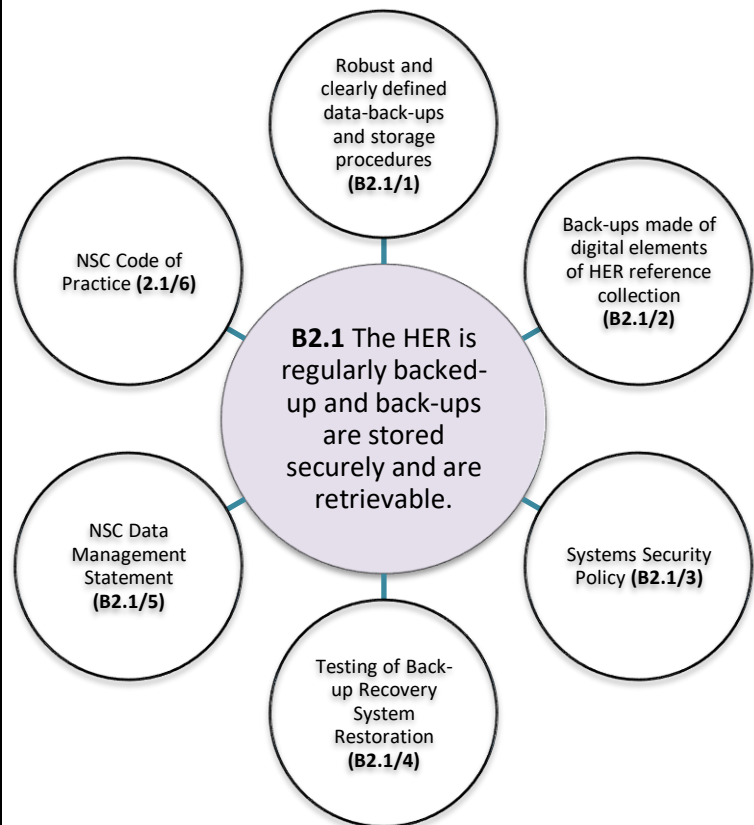 Robust and
clearly defined
data-back-ups
and storage
procedures
(B2.1/1)
Back-ups made of
digital elements
of HER reference
collection
(B2.1/2)
Systems Security
Policy (B2.1/3)
Testing of Back-
up Recovery
System
Restoration
(B2.1/4)
NSC Data
Management
Statement
(B2.1/5)
NSC Code of
Practice (2.1/6)
B2.1 The HER is
regularly backed-
up and back-ups
are stored
securely and are
retrievable.